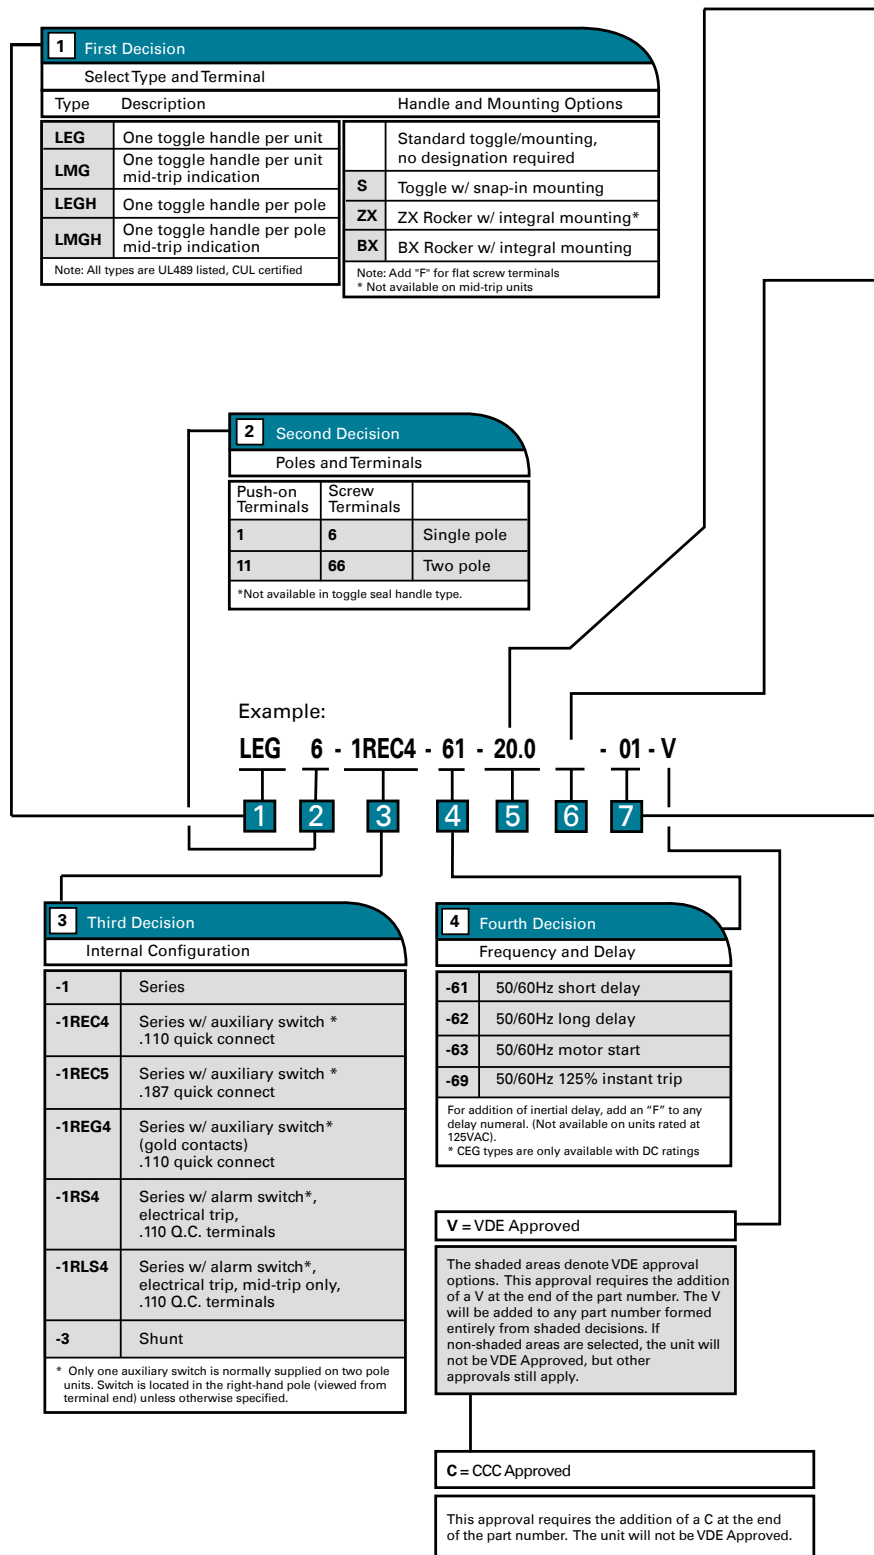 1 First Decision
Select Type and Terminal
Type Description Handle and Mounting Options
LEG One toggle handle per unit
LMG One toggle handle per unit
mid-trip indication
LEGH One toggle handle per pole
LMGH One toggle handle per pole
mid-trip indication
Note: All types are UL489 listed, CUL certified
Standard toggle/mounting,
no designation required
S Toggle w/ snap-in mounting
ZX ZX Rocker w/ integral mounting*
BX BX Rocker w/ integral mounting
Note: Add "F" for flat screw terminals
* Not available on mid-trip units
2 Second Decision
Poles and Terminals
Push-on Screw
Terminals Terminals
1 6 Single pole
11 66 Two pole
*Not available in toggle seal handle type.
Example:
LEG 6 - 1REC4 - 61 - 20.0 - 01 - V
1 2 3 4 5 6 7
3 Third Decision
Internal Configuration
-1 Series
-1REC4 Series w/ auxiliary switch *
.110 quick connect
-1REC5 Series w/ auxiliary switch *
.187 quick connect
-1REG4 Series w/ auxiliary switch*
(gold contacts)
.110 quick connect
-1RS4 Series w/ alarm switch*,
electrical trip,
.110 Q.C. terminals
-1RLS4 Series w/ alarm switch*,
electrical trip, mid-trip only,
.110 Q.C. terminals
-3 Shunt
* Only one auxiliary switch is normally supplied on two pole
units. Switch is located in the right-hand pole (viewed from
terminal end) unless otherwise specified.
4 Fourth Decision
Frequency and Delay
-61 50/60Hz short delay
-62 50/60Hz long delay
-63 50/60Hz motor start
-69 50/60Hz 125% instant trip
For addition of inertial delay, add an “F” to any
delay numeral. (Not available on units rated at
125VAC).
* CEG types are only available with DC ratings
V = VDE Approved
The shaded areas denote VDE approval
options. This approval requires the addition
of a V at the end of the part number. The V
will be added to any part number formed
entirely from shaded decisions. If
non-shaded areas are selected, the unit will
not be VDE Approved, but other
approvals still apply.
C = CCC Approved
This approval requires the addition of a C at the end
of the part number. The unit will not be VDE Approved.